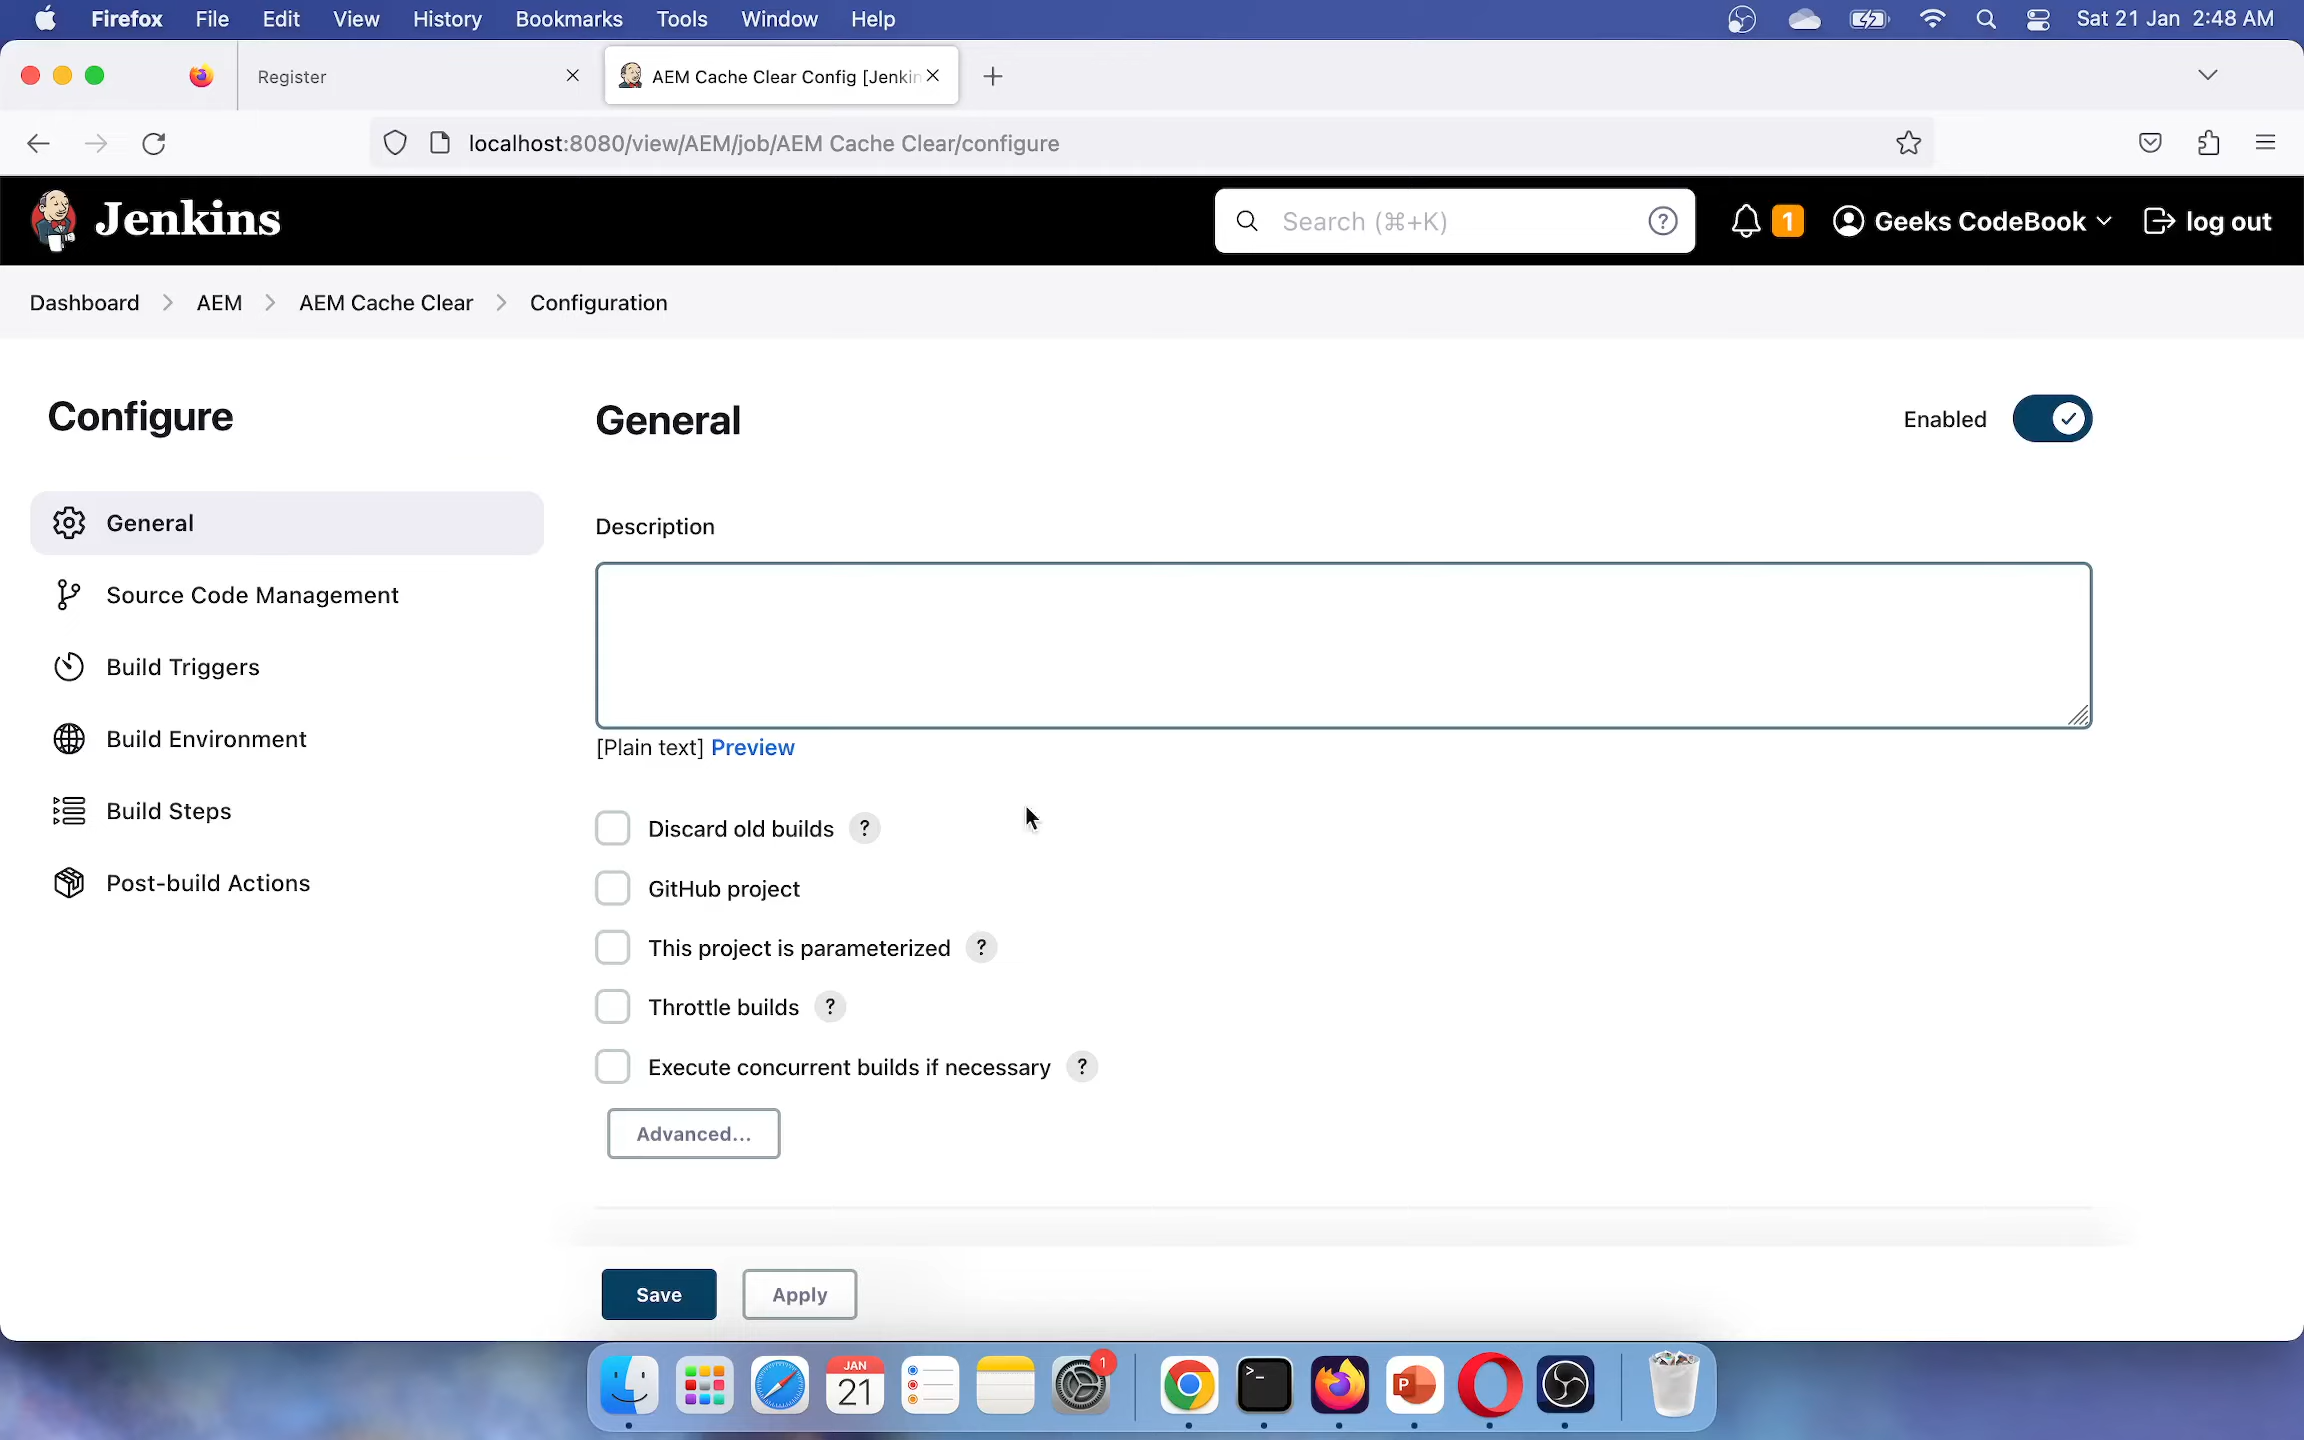 Firefox File Edit View History Bookmarks Tools Window Help Sat 21 Jan 2:48 AM
Register AEM Cache Clear Config [Jenkin
localhost:8080/view/AEM/job/AEM Cache Clear/configure
Jenkins Search (⌘+K) ? 1 Geeks CodeBook log out
Dashboard AEM AEM Cache Clear Configuration
Configure
General
Source Code Management
Build Triggers
Build Environment
Build Steps
Post-build Actions
General Enabled
Description
[Plain text] Preview
Discard old builds ?
GitHub project
This project is parameterized ?
Throttle builds ?
Execute concurrent builds if necessary ?
Advanced...
Save Apply
JAN
21
1
>_
P